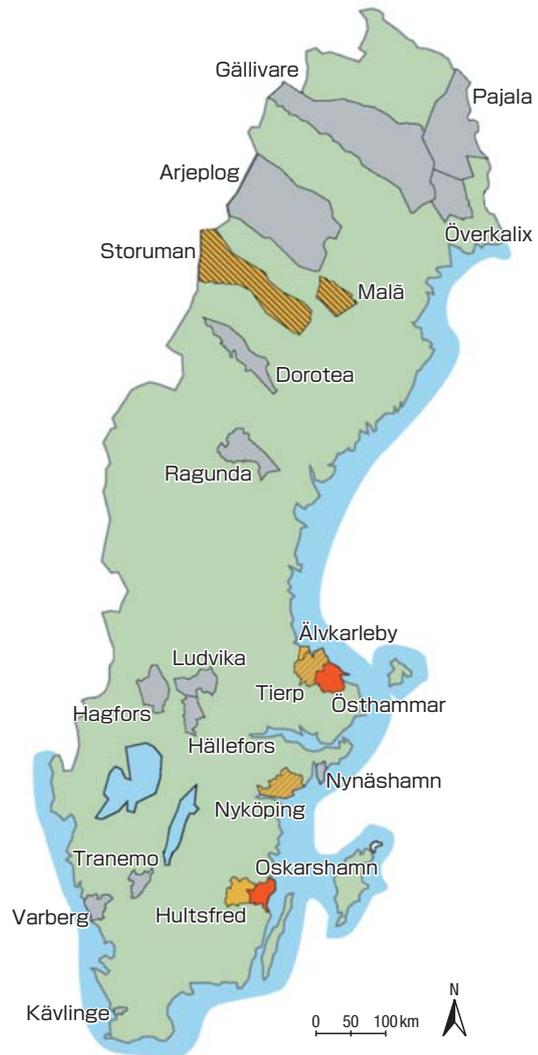 Gällivare
Pajala
Arjeplog
Överkalix
Storuman
Malã
Dorotea
Ragunda
Älvkarleby
Ludvika
Tierp
Östhammar
Hagfors
Hällefors
Nynäshamn
Nyköping
Tranemo
Oskarshamn
Varberg
Hultsfred
Kävlinge
N
0 50 100km